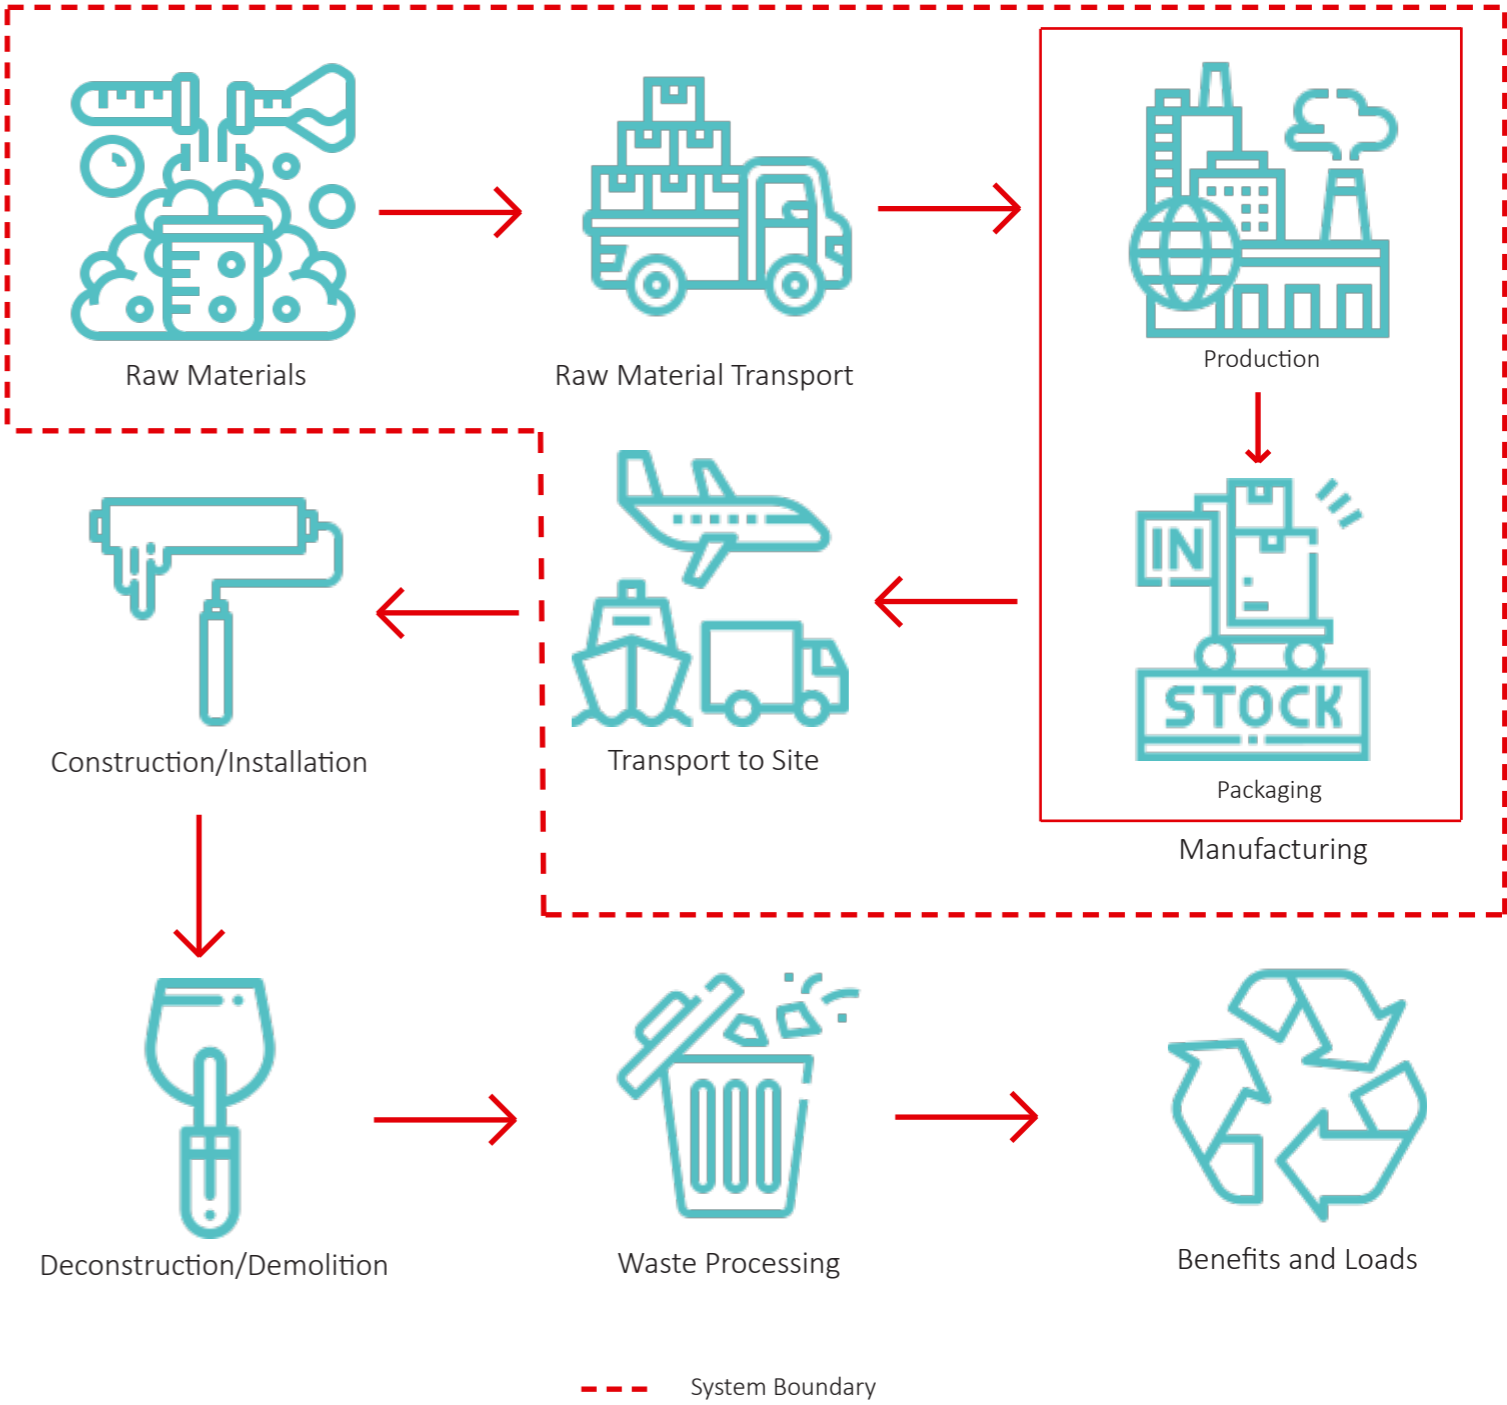 Raw Materials
Raw Material Transport
Production
IN
STOCK
Packaging
Manufacturing
Transport to Site
Construction/Installation
Deconstruction/Demolition
Waste Processing
Benefits and Loads
System Boundary